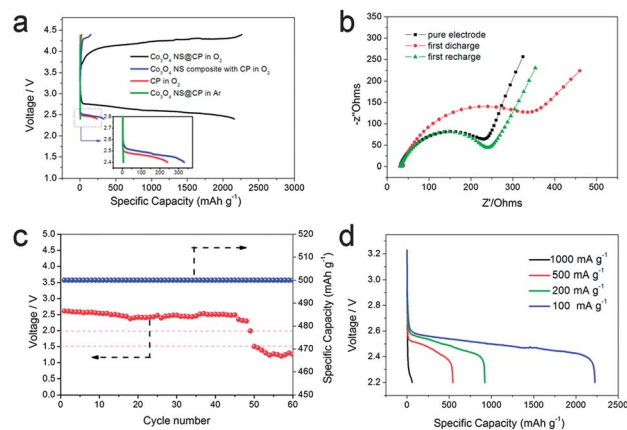 a
Voltage / V
5.0
4.5
4.0
3.5
3.0
2.5
2.0
1.5
1.0
Co₃O₄ NS@CP in O₂
Co₃O₄ NS composite with CP in O₂
CP in O₂
Co₃O₄ NS@CP in Ar
2.8
2.6
2.4
0 100 200 300
0 500 1000 1500 2000 2500 3000
Specific Capacity (mAh g⁻¹)
b
-z''Ohms
350
300
250
200
150
100
50
0
pure electrode
first dicharge
first recharge
0 100 200 300 400 500
Z'/Ohms
c
Voltage / V
5.0
4.5
4.0
3.5
3.0
2.5
2.0
1.5
1.0
0.5
0.0
520
510
500
490
480
470
460
450
Specific Capacity (mAh g⁻¹)
0 10 20 30 40 50 60
Cycle number
d
Voltage / V
3.2
3.0
2.8
2.6
2.4
2.2
1000 mA g⁻¹
500 mA g⁻¹
200 mA g⁻¹
100 mA g⁻¹
0 500 1000 1500 2000 2500
Specific Capacity (mAh g⁻¹)